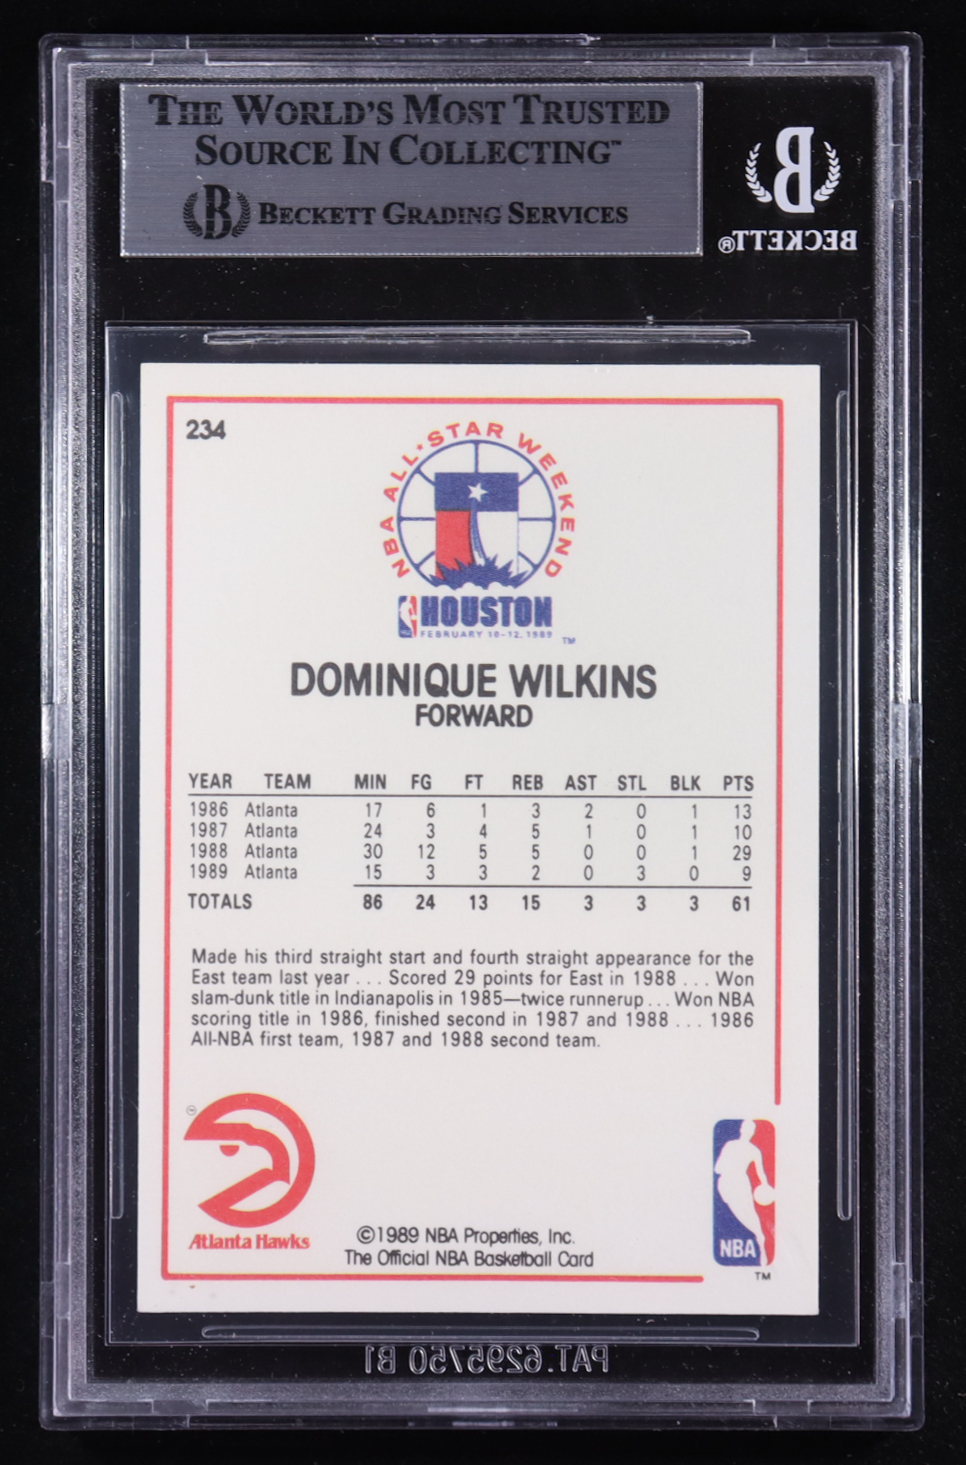 THE WORLD'S MOST TRUSTED
SOURCE IN COLLECTING™
B BECKETT GRADING SERVICES
B
BECKETT®
234
NBA ALL-STAR WEEKEND
HOUSTON
FEBRUARY 10-12, 1989
TM
DOMINIQUE WILKINS
FORWARD
YEAR TEAM MIN FG FT REB AST STL BLK PTS
1986 Atlanta 17 6 1 3 2 0 1 13
1987 Atlanta 24 3 4 5 1 0 1 10
1988 Atlanta 30 12 5 5 0 0 1 29
1989 Atlanta 15 3 3 2 0 3 0 9
TOTALS 86 24 13 15 3 3 3 61
Made his third straight start and fourth straight appearance for the
East team last year . . . Scored 29 points for East in 1988 . . . Won
slam-dunk title in Indianapolis in 1985—twice runnerup . . . Won NBA
scoring title in 1986, finished second in 1987 and 1988 . . . 1986
All-NBA first team, 1987 and 1988 second team.
Atlanta Hawks
©1989 NBA Properties, Inc.
The Official NBA Basketball Card
NBA
TM
PAT.6295750 B1